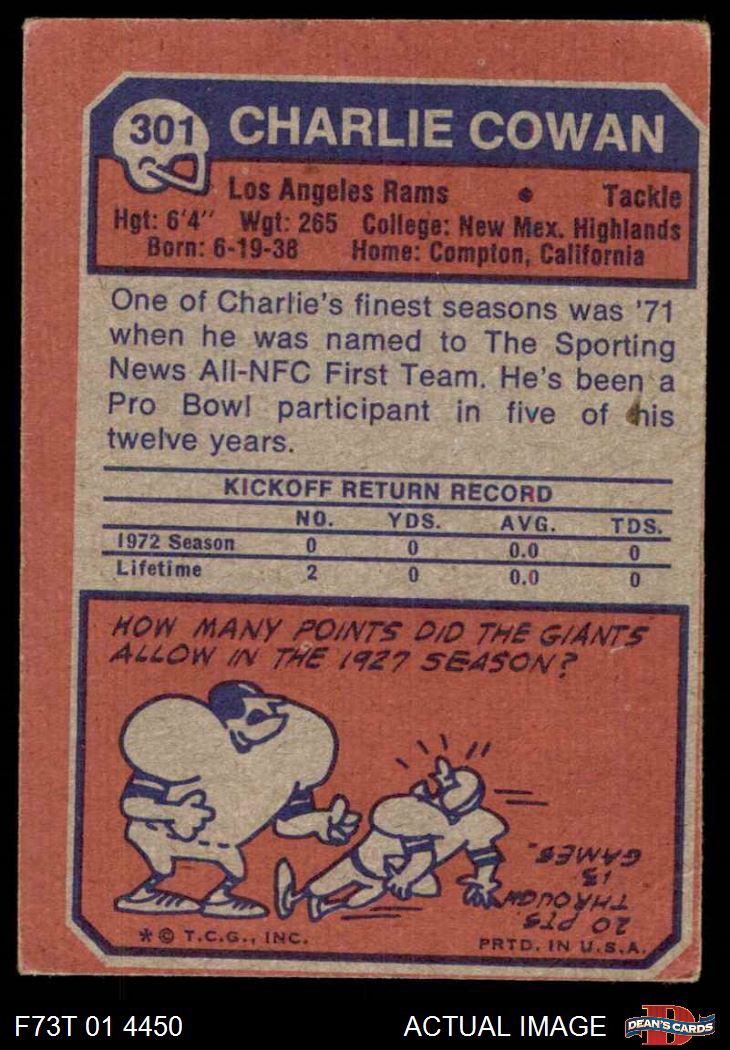 301 CHARLIE COWAN
Los Angeles Rams • Tackle
Hgt: 6'4" Wgt: 265 College: New Mex. Highlands
Born: 6-19-38 Home: Compton, California
One of Charlie's finest seasons was '71
when he was named to The Sporting
News All-NFC First Team. He's been a
Pro Bowl participant in five of his
twelve years.
KICKOFF RETURN RECORD
NO. YDS. AVG. TDS.
1972 Season 0 0 0.0 0
Lifetime 2 0 0.0 0
HOW MANY POINTS DID THE GIANTS
ALLOW IN THE 1927 SEASON?
20 PTS.
THROUGH
13
GAMES.
* © T.C.G., INC.
PRTD. IN U.S.A.
F73T 01 4450 ACTUAL IMAGE
D
DEAN'S CARDS